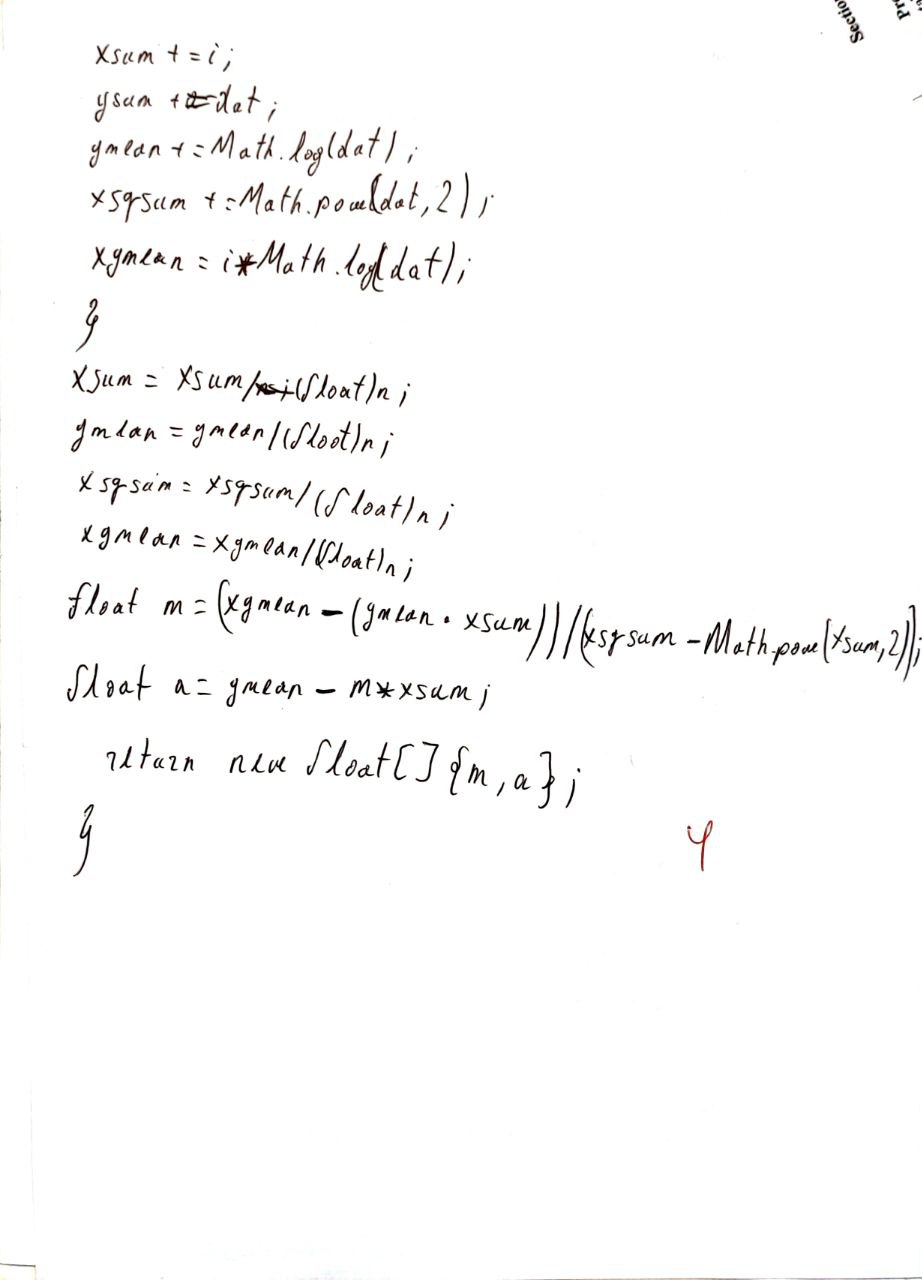 Sectio
Pr
xsum += i;
ysum += dat;
ymean += Math.log(dat);
xsqsum += Math.pow(dat, 2);
xymean = i*Math.log(dat);
}
xsum = xsum/(float)n;
ymean = ymean/(float)n;
xsqsum = xsqsum/(float)n;
xymean = xymean/(float)n;
float m = (xymean - (ymean * xsum))/(xsqsum - Math.pow(xsum,2));
float a = ymean - m*xsum;
return new float[] {m, a};
}
4